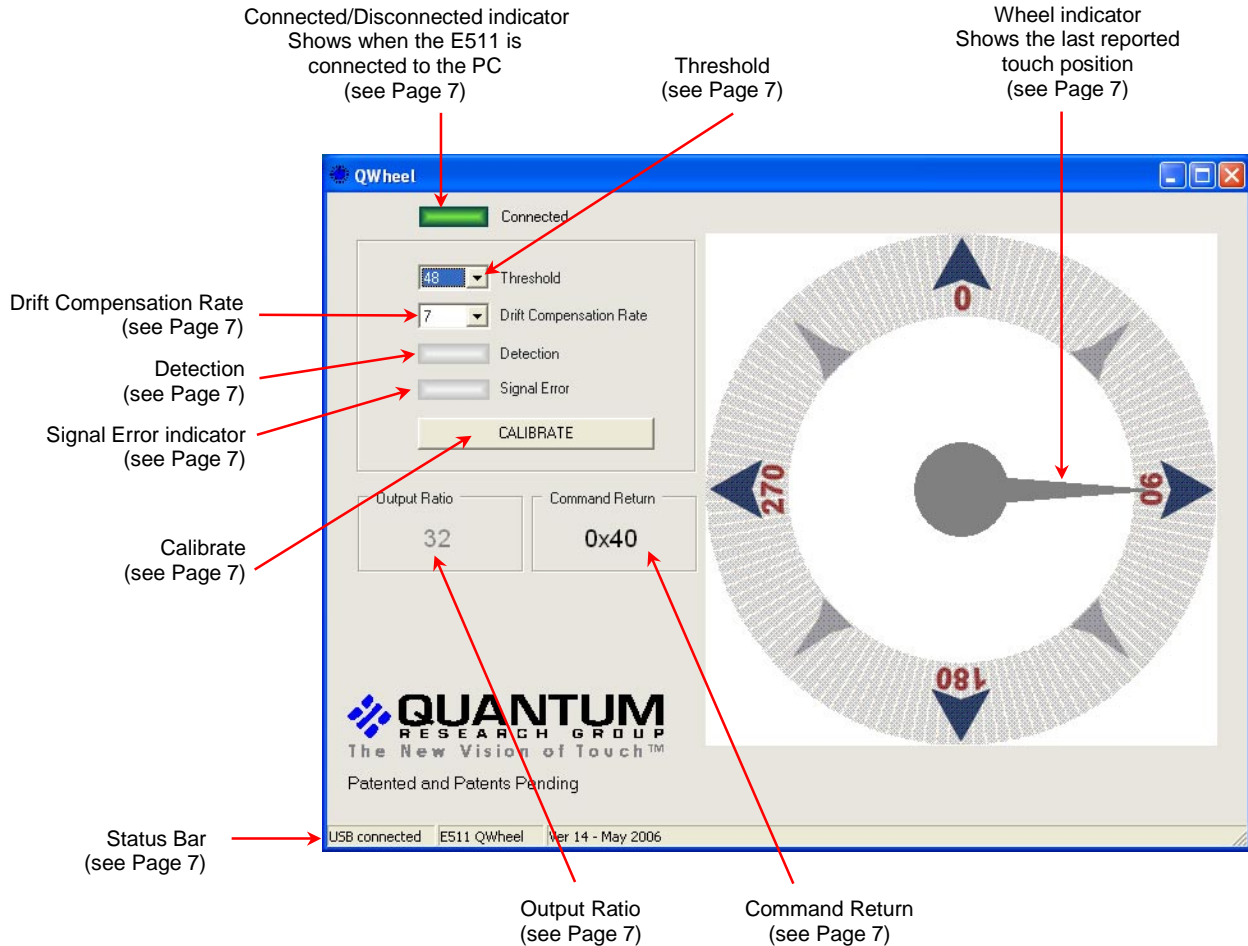 Connected/Disconnected indicator
Shows when the E511 is
connected to the PC
(see Page 7)
Threshold
(see Page 7)
Wheel indicator
Shows the last reported
touch position
(see Page 7)
QWheel
Connected
48
Threshold
7
Drift Compensation Rate
Detection
Signal Error
CALIBRATE
Output Ratio
32
Command Return
0x40
0
90
180
270
Drift Compensation Rate
(see Page 7)
Detection
(see Page 7)
Signal Error indicator
(see Page 7)
Calibrate
(see Page 7)
QUANTUM
RESEARCH GROUP
The New Vision of Touch™
Patented and Patents Pending
USB connected
E511 QWheel
Ver 14 - May 2006
Status Bar
(see Page 7)
Output Ratio
(see Page 7)
Command Return
(see Page 7)